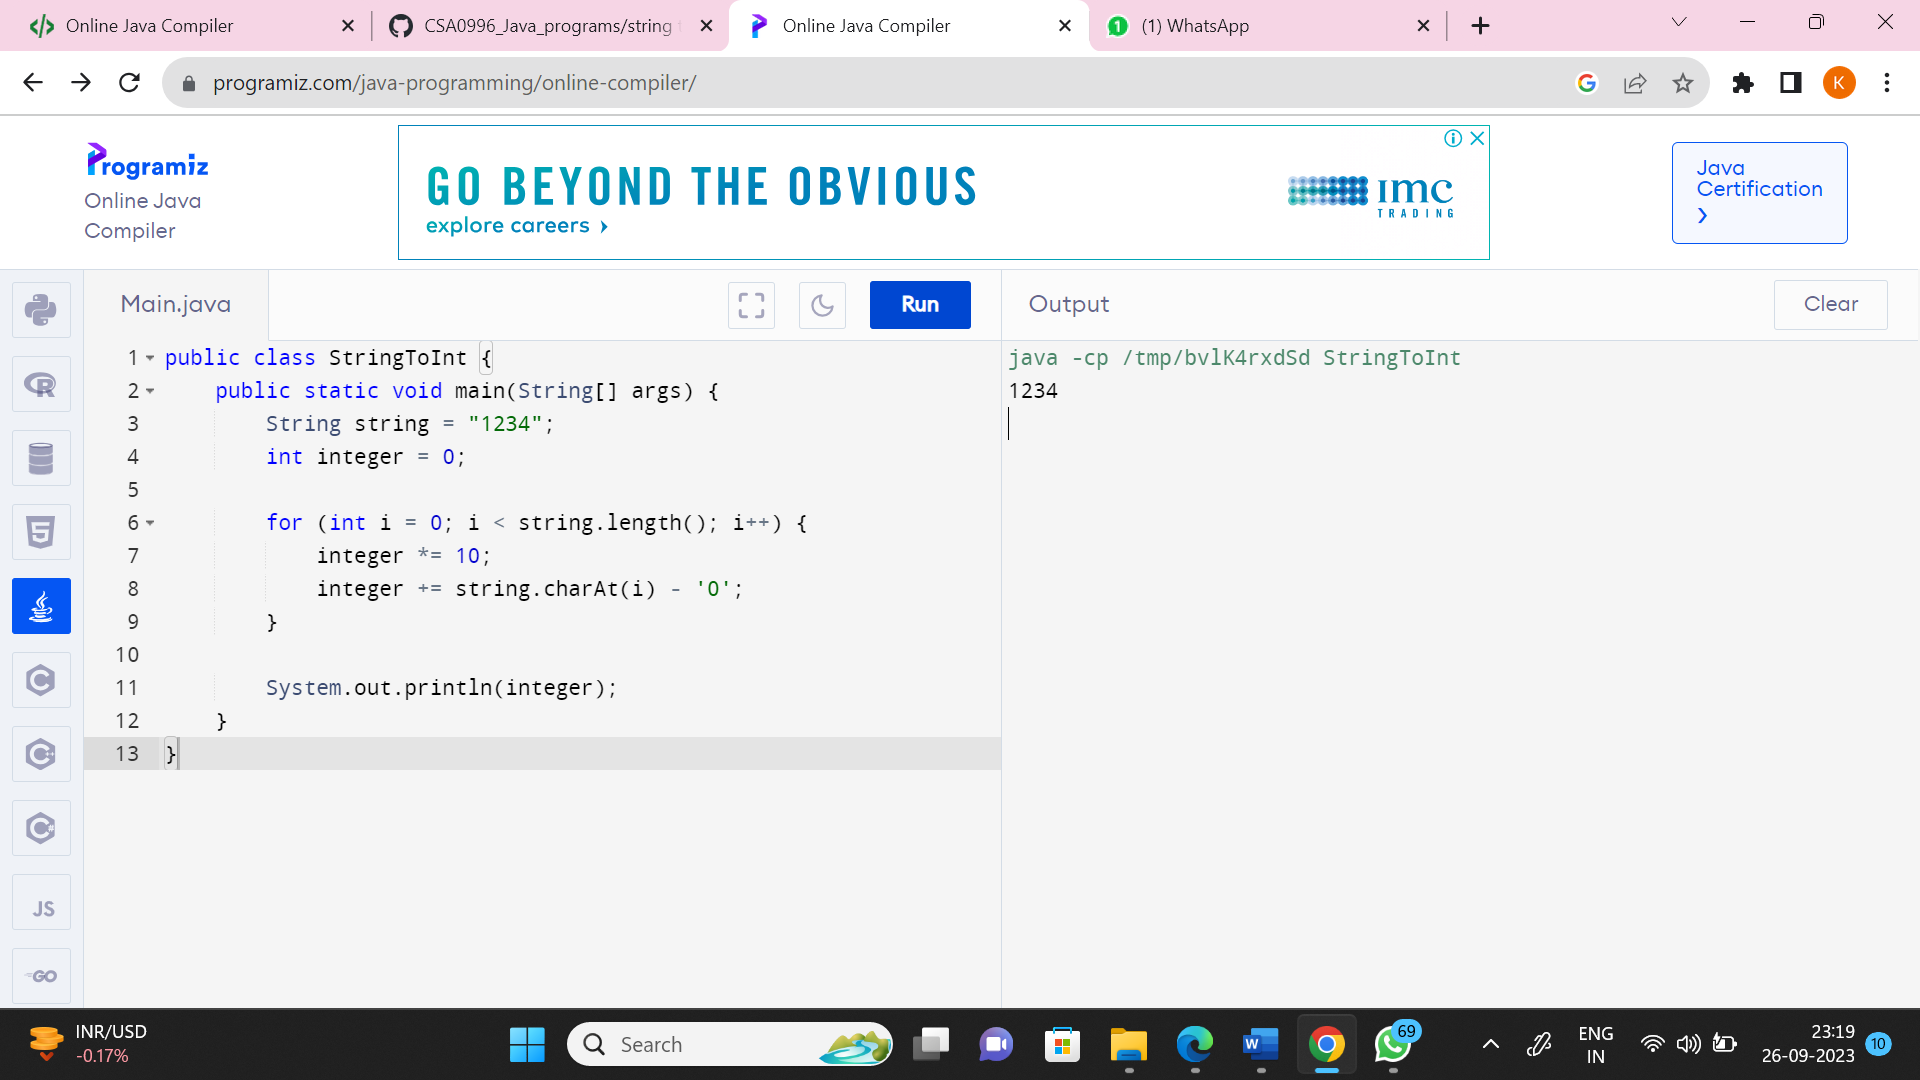 Online Java Compiler
CSA0996_Java_programs/string
Online Java Compiler
(1) WhatsApp
programiz.com/java-programming/online-compiler/
K
Programiz
Online Java
Compiler
GO BEYOND THE OBVIOUS
explore careers ›
imc
TRADING
Java
Certification
›
Main.java
Run
Output
Clear
1 public class StringToInt {
2     public static void main(String[] args) {
3         String string = "1234";
4         int integer = 0;
5
6         for (int i = 0; i < string.length(); i++) {
7             integer *= 10;
8             integer += string.charAt(i) - '0';
9         }
10
11         System.out.println(integer);
12     }
13 }
java -cp /tmp/bvlK4rxdSd StringToInt
1234
JS
GO
INR/USD
-0.17%
Search
69
ENG
IN
23:19
26-09-2023
10